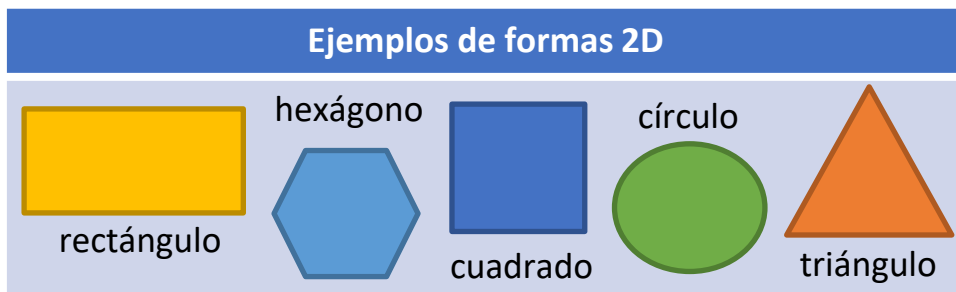 Ejemplos de formas 2D
rectángulo
hexágono
cuadrado
círculo
triángulo